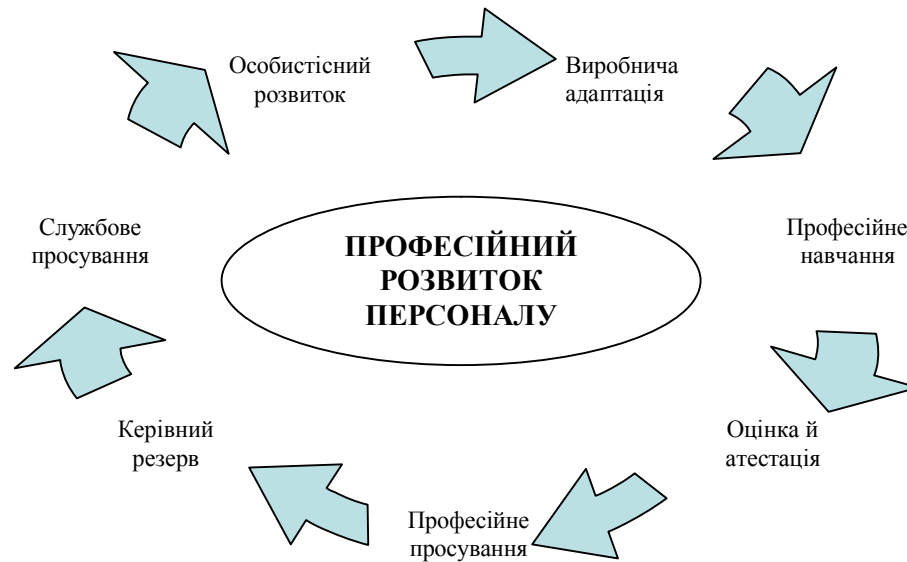 Особистісний
розвиток
Виробнича
адаптація
Професійне
навчання
Оцінка й
атестація
Професійне
просування
Керівний
резерв
Службове
просування
ПРОФЕСІЙНИЙ
РОЗВИТОК
ПЕРСОНАЛУ